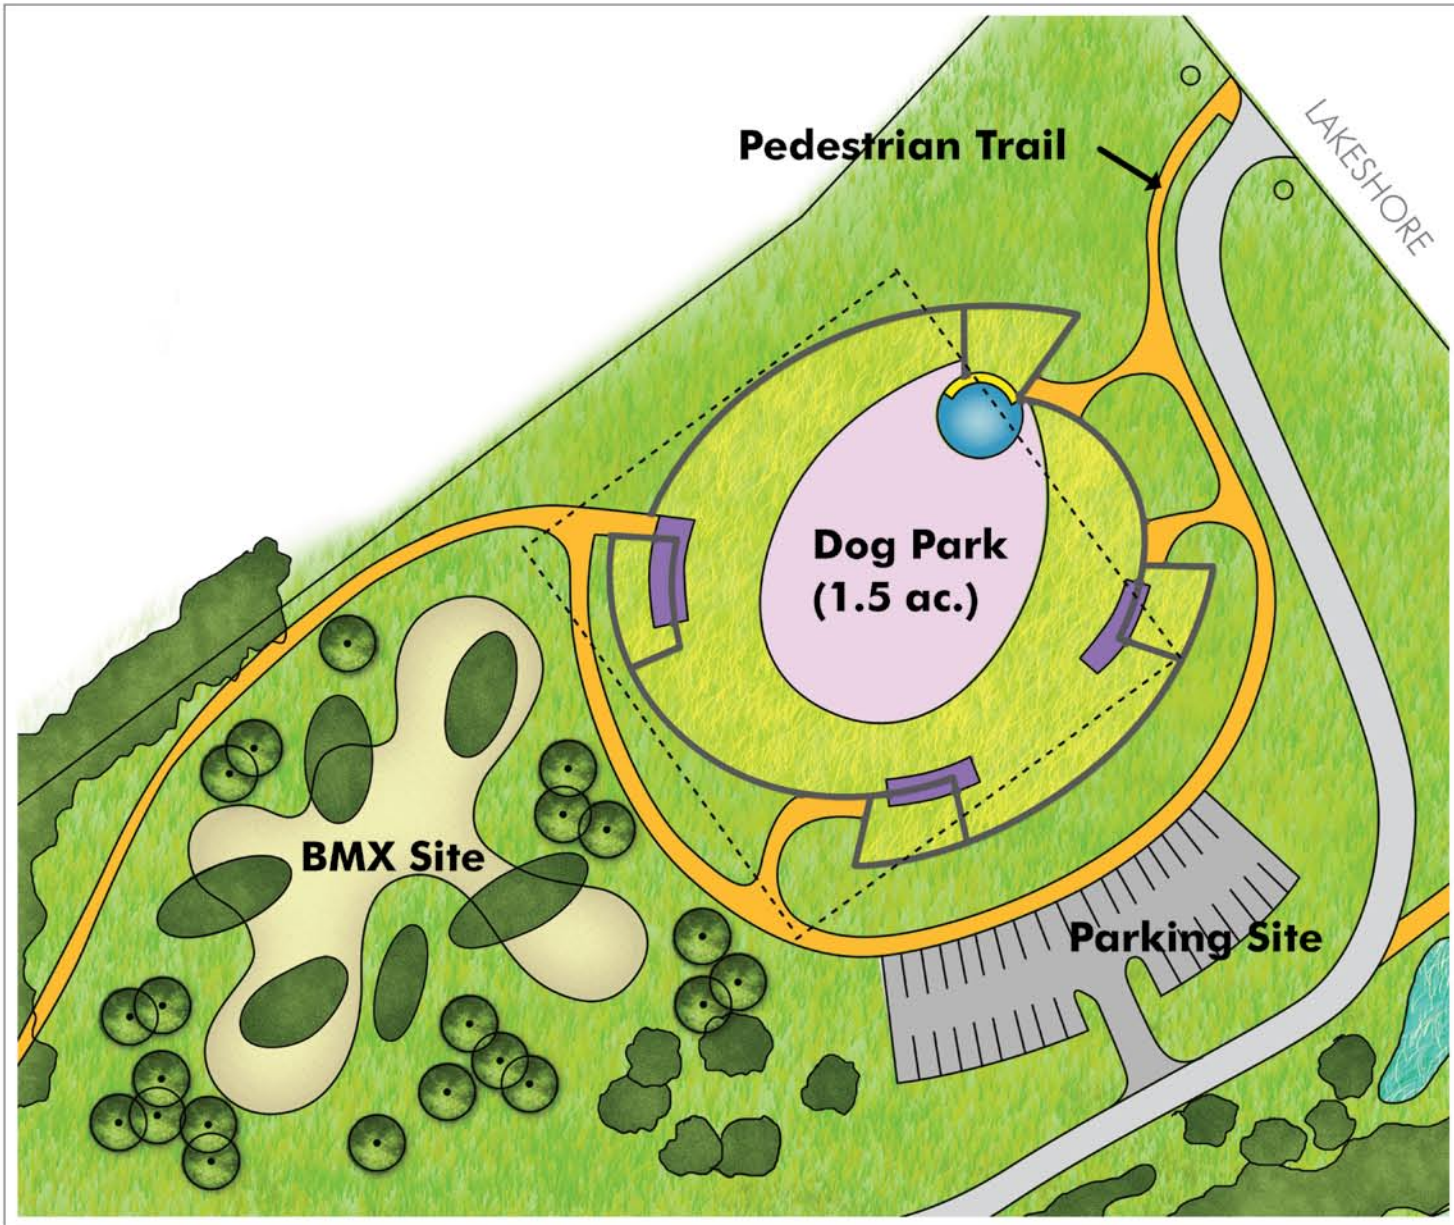 Pedestrian Trail
LAKESHORE
Dog Park
(1.5 ac.)
BMX Site
Parking Site